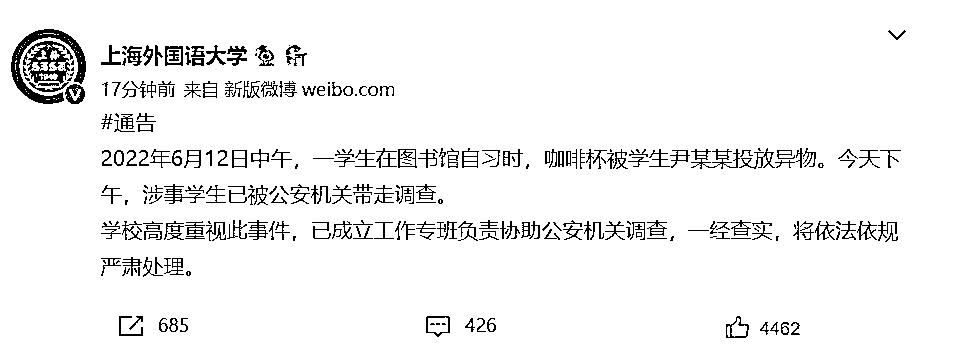 上海外国语大学
17分钟前 来自 新版微博 weibo.com
#通告
2022年6月12日中午，一学生在图书馆自习时，咖啡杯被学生尹某某投放异物。今天下
午，涉事学生已被公安机关带走调查。
学校高度重视此事件，已成立工作专班负责协助公安机关调查，一经查实，将依法依规
严肃处理。
685 426 4462